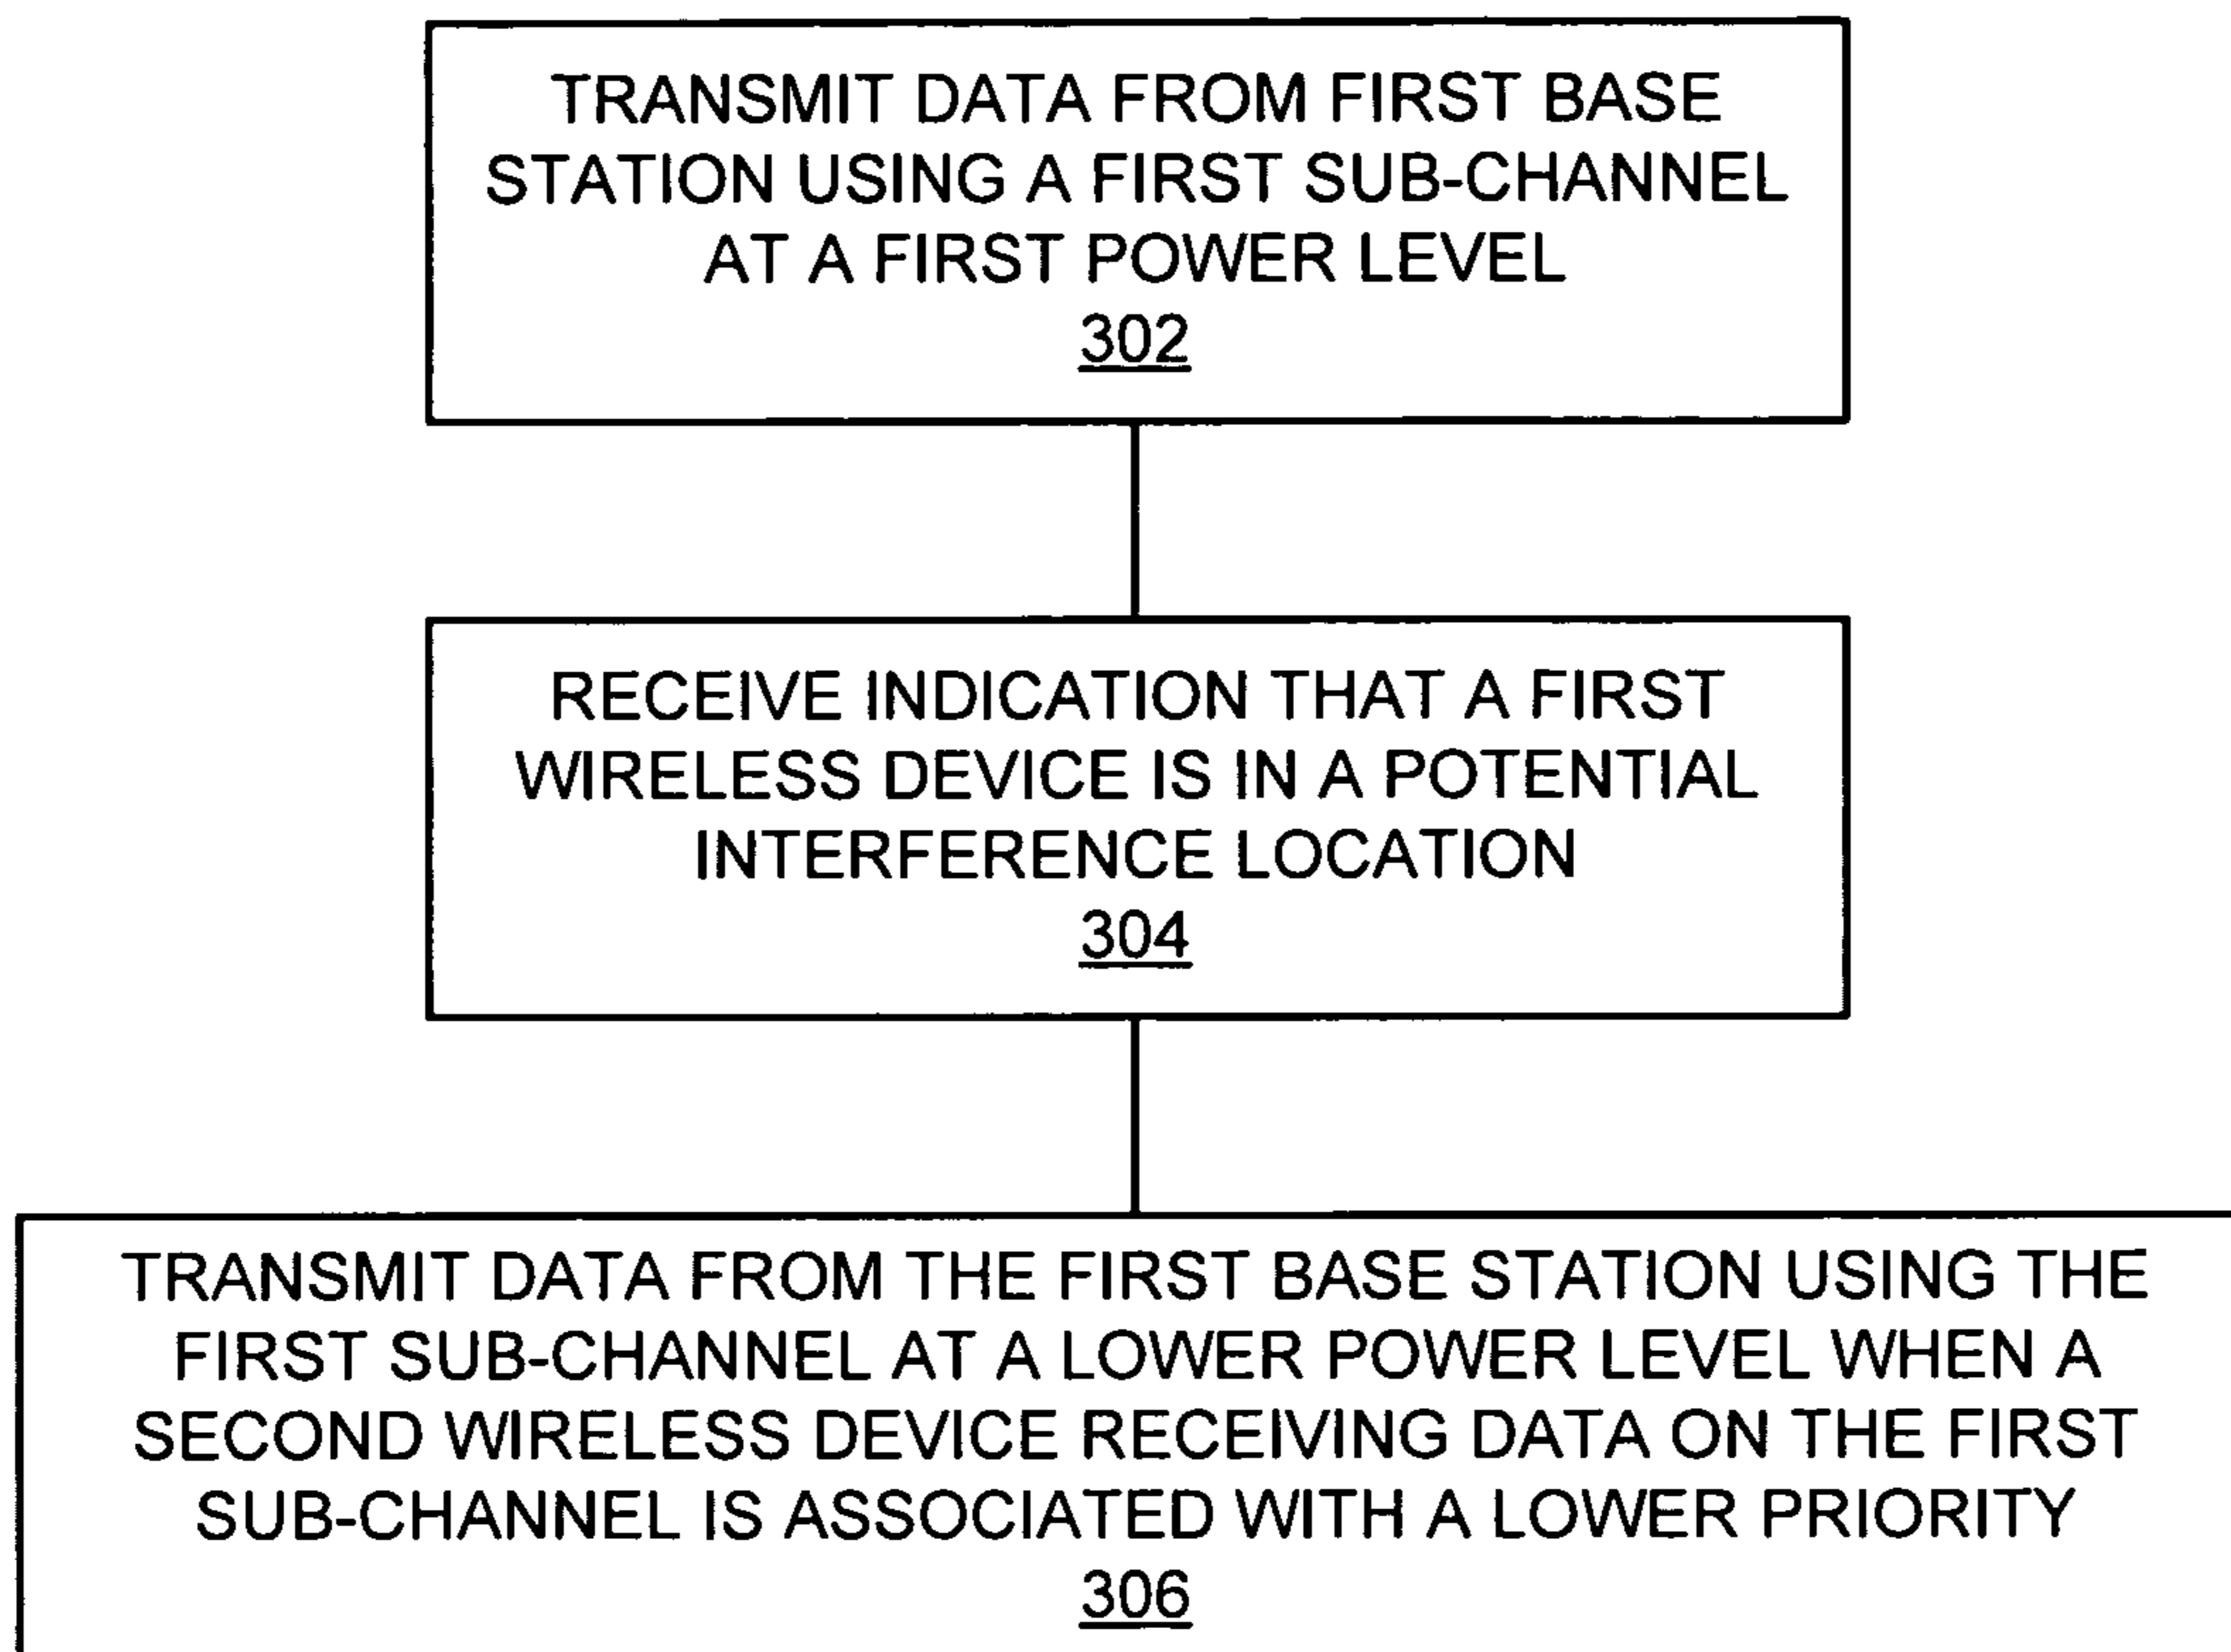 TRANSMIT DATA FROM FIRST BASE
STATION USING A FIRST SUB-CHANNEL
AT A FIRST POWER LEVEL
302
RECEIVE INDICATION THAT A FIRST
WIRELESS DEVICE IS IN A POTENTIAL
INTERFERENCE LOCATION
304
TRANSMIT DATA FROM THE FIRST BASE STATION USING THE
FIRST SUB-CHANNEL AT A LOWER POWER LEVEL WHEN A
SECOND WIRELESS DEVICE RECEIVING DATA ON THE FIRST
SUB-CHANNEL IS ASSOCIATED WITH A LOWER PRIORITY
306